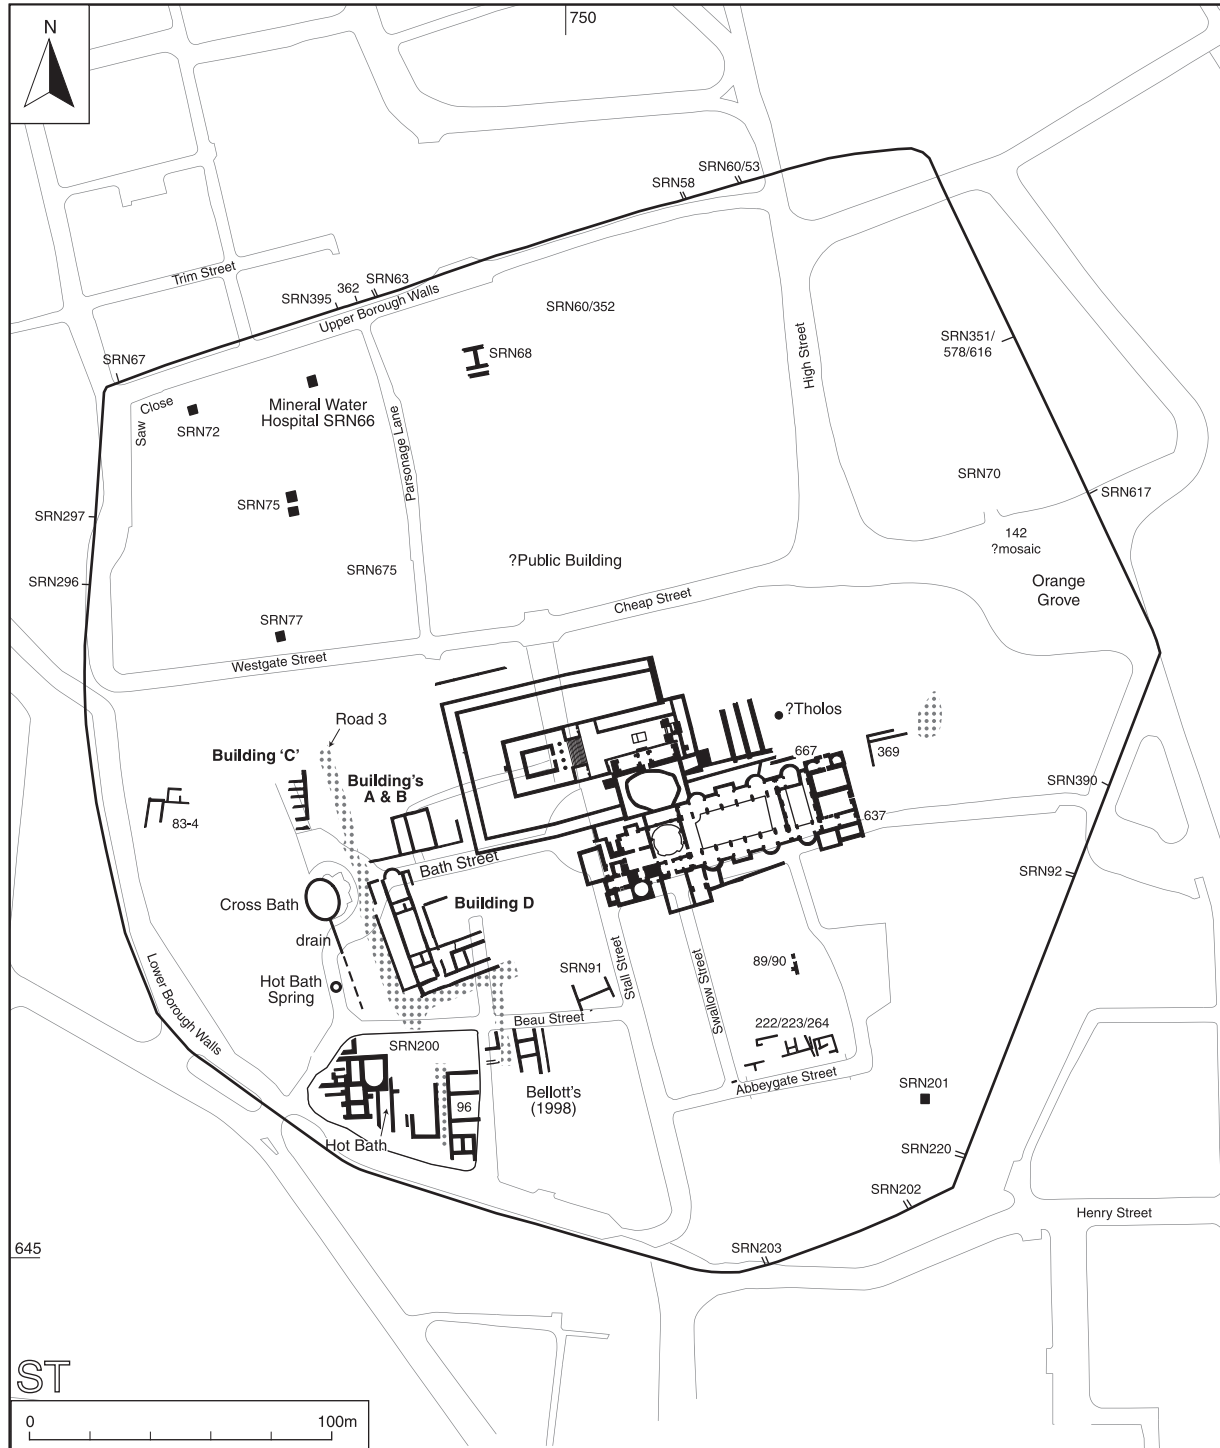 N
750
SRN60/53
SRN58
Trim Street
SRN63
362
SRN395
Upper Borough Walls
SRN60/352
SRN67
SRN68
High Street
SRN351/
578/616
Close
Saw
SRN72
Mineral Water
Hospital SRN66
Parsonage Lane
SRN70
SRN617
SRN75
SRN297
142
?mosaic
?Public Building
SRN675
SRN296
Orange
Grove
Cheap Street
SRN77
Westgate Street
Road 3
?Tholos
Building ‘C’
667
369
Building's
A & B
SRN390
83-4
637
Bath Street
SRN92
Cross Bath
Building D
drain
Stall Street
89/90
SRN91
Hot Bath
Spring
Swallow Street
Lower Borough Walls
Beau Street
222/223/264
SRN200
Abbeygate Street
SRN201
Bellott's
(1998)
96
Hot Bath
SRN220
SRN202
Henry Street
645
SRN203
ST
0
100m